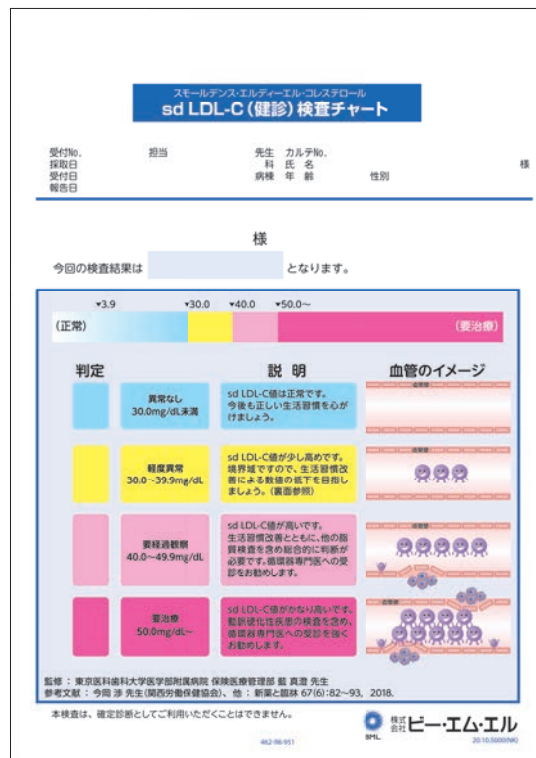 スモールデンス・エルディーエル・コレステロール
sd LDL-C(健診)検査チャート
受付No. 担当 先生 カルテNo. 様
採取日 科 氏 名
受付日 病棟 年 齢 性別
報告日
様
今回の検査結果は となります。
▼3.9 ▼30.0 ▼40.0 ▼50.0〜
(正常) (要治療)
判定 説 明 血管のイメージ
異常なし
30.0mg/dL未満
sd LDL-C値は正常です。
今後も正しい生活習慣を心が
けましょう。
血管壁
軽度異常
30.0〜39.9mg/dL
sd LDL-C値が少し高めです。
境界域ですので、生活習慣改
善による数値の低下を目指し
ましょう。(裏面参照)
血管壁
要経過観察
40.0〜49.9mg/dL
sd LDL-C値が高いです。
生活習慣改善とともに、他の脂
質検査を含め総合的に判断が
必要です。循環器専門医への受
診をお勧めします。
血管壁
要治療
50.0mg/dL〜
sd LDL-C値がかなり高いです。
動脈硬化性疾患の検査を含め、
循環器専門医への受診を強く
お勧めします。
血管壁
監修:東京医科歯科大学医学部附属病院 保険医療管理部 藍 真澄 先生
参考文献:今岡 渉 先生(関西労働保健協会)、他:新薬と臨牀 67(6):82〜93, 2018.
本検査は、確定診断としてご利用いただくことはできません。
BML 株式会社 ビー・エム・エル
462-98-951